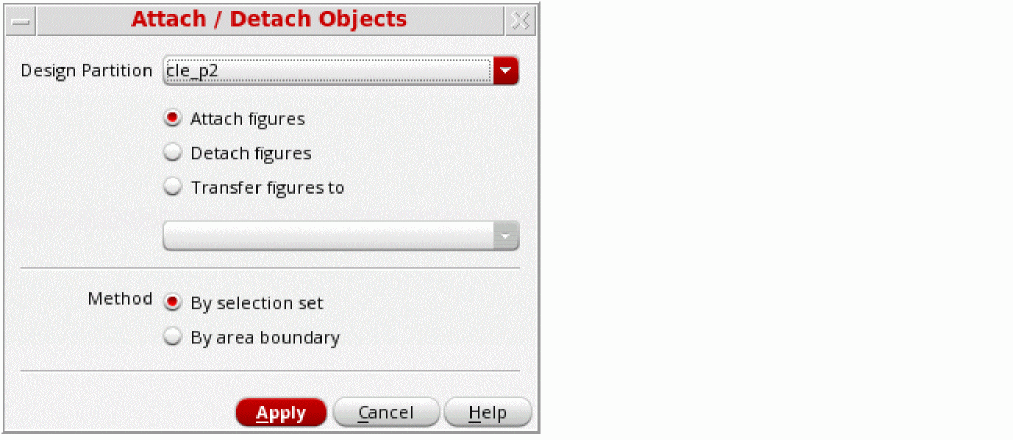 Attach / Detach Objects
Design Partition cle_p2
Attach figures
Detach figures
Transfer figures to
Method By selection set
By area boundary
Apply Cancel Help